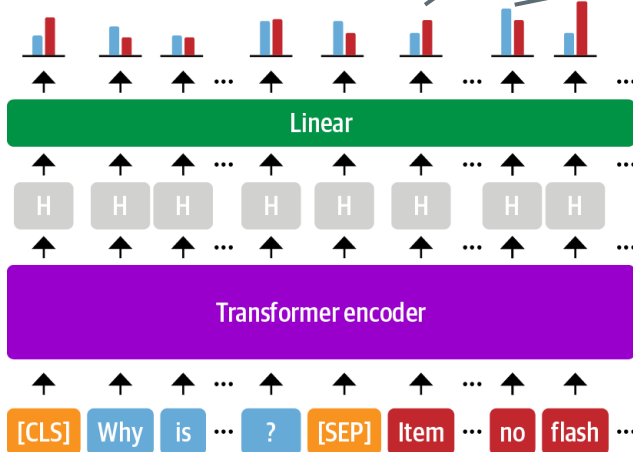 ... ... ...
Linear
... ... ...
H H H H H H H H
... ... ...
Transformer encoder
... ... ...
[CLS] Why is ... ? [SEP] Item ... no flash ...